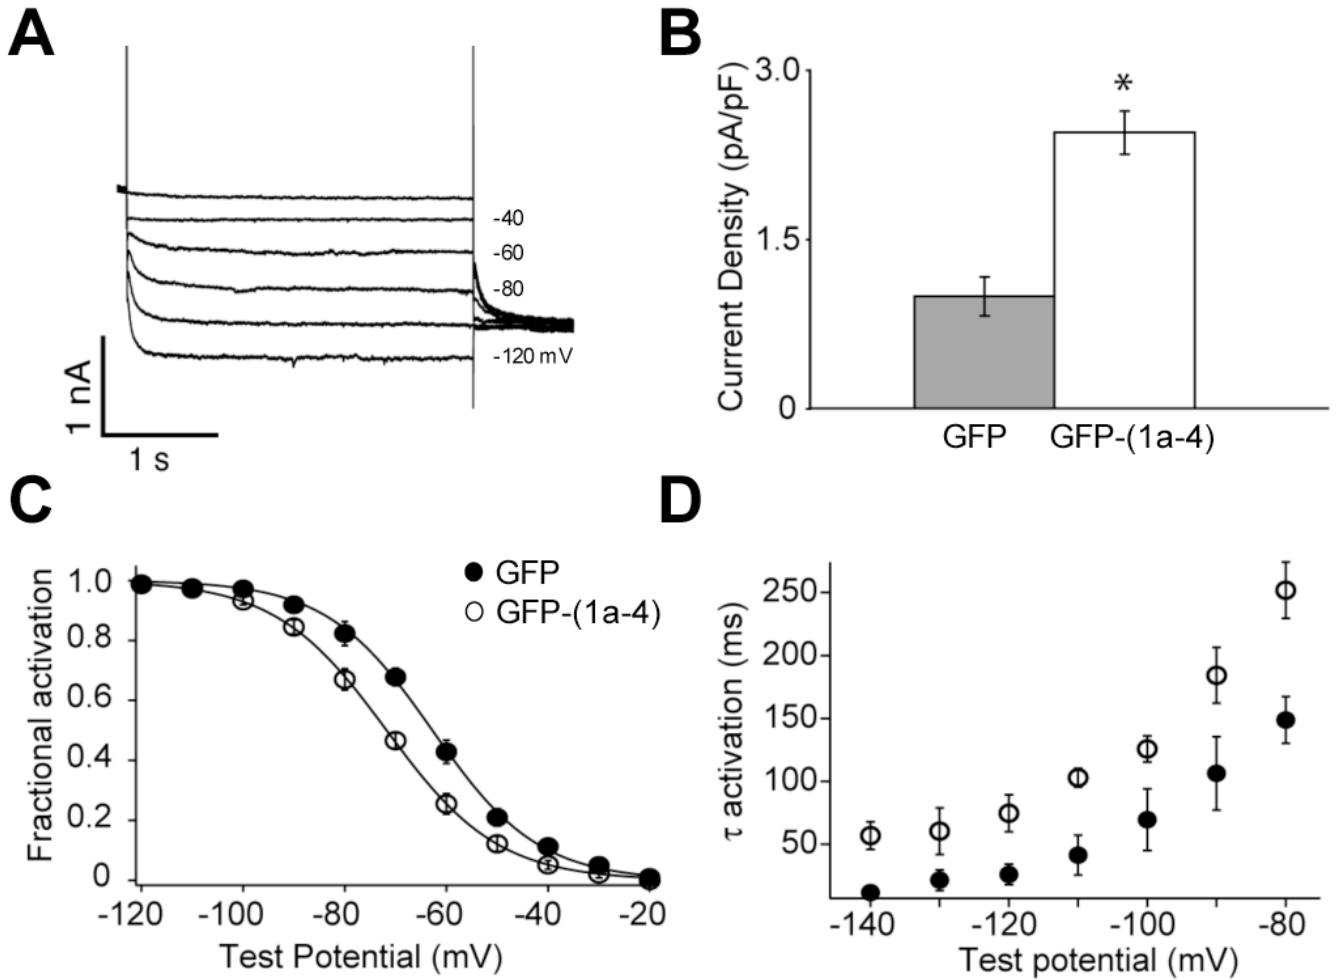 A
-40
-60
-80
-120 mV
1 nA
1 s
B
Current Density (pA/pF)
3.0
*
1.5
0
GFP
GFP-(1a-4)
C
Fractional activation
1.0
0.8
0.6
0.4
0.2
0
GFP
GFP-(1a-4)
-120 -100 -80 -60 -40 -20
Test Potential (mV)
D
τ activation (ms)
250
200
150
100
50
-140 -120 -100 -80
Test potential (mV)